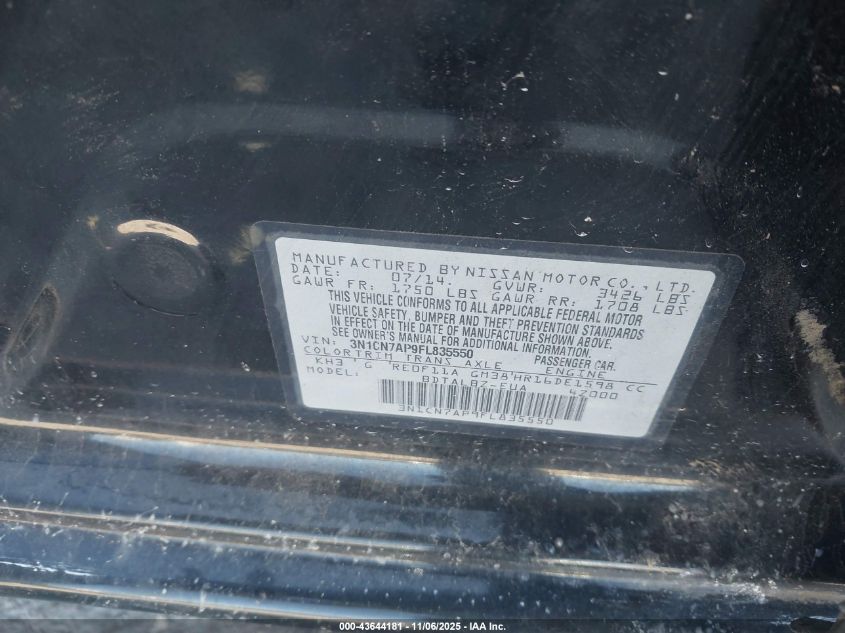 MANUFACTURED BY NISSAN MOTOR CO., LTD.
DATE: 07/14. GVWR: 3426 LBS
GAWR FR: 1750 LBS GAWR RR: 1708 LBS
THIS VEHICLE CONFORMS TO ALL APPLICABLE FEDERAL MOTOR
VEHICLE SAFETY, BUMPER AND THEFT PREVENTION STANDARDS
IN EFFECT ON THE DATE OF MANUFACTURE SHOWN ABOVE.
SEE OWNER'S MANUAL FOR ADDITIONAL INFORMATION.
VIN: 3N1CN7AP9FL835550 PASSENGER CAR.
COLOR TRIM TRANS AXLE ENGINE
KH3 G RE0F11A GM38 HR16DE1598 CC
MODEL: BDTALBZ-EUA 4Z000
3N1CN7AP9FL835550
000-43644181 - 11/06/2025 - IAA Inc.